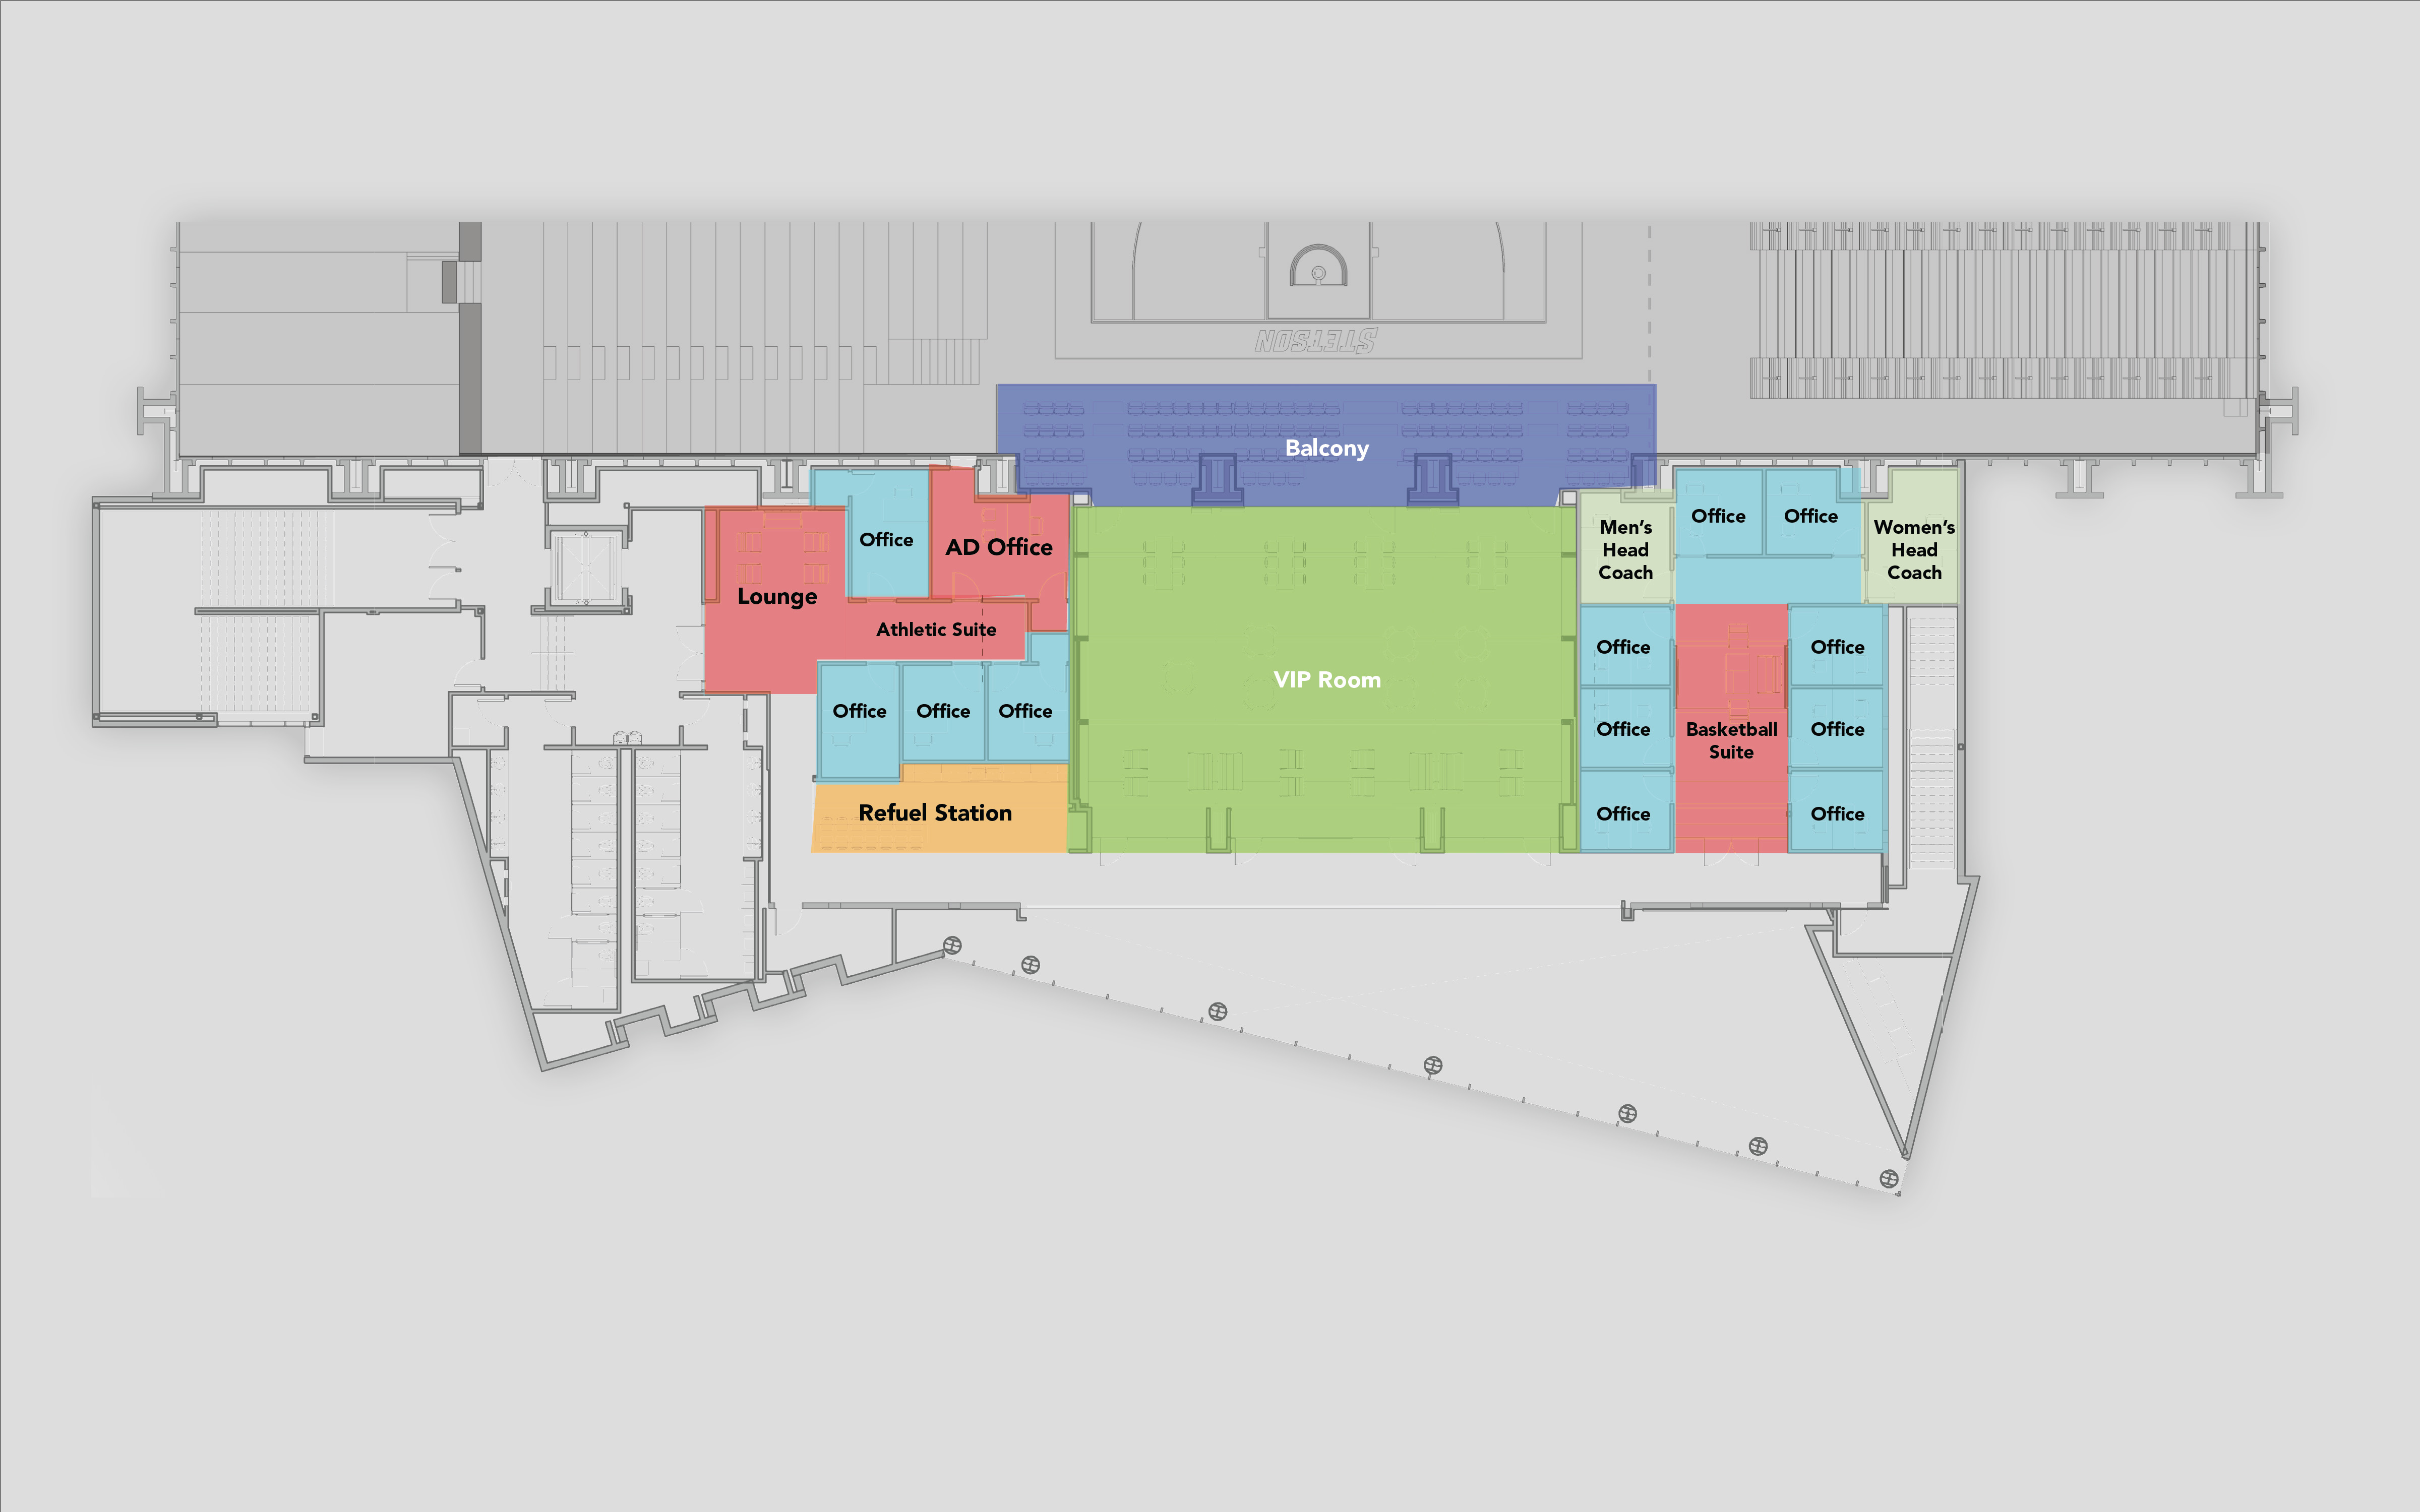 STETSON
Balcony
Office
AD Office
Lounge
Athletic Suite
Office
Office
Office
Refuel Station
VIP Room
Men’s
Head
Coach
Office
Office
Women’s
Head
Coach
Office
Office
Office
Basketball
Suite
Office
Office
Office